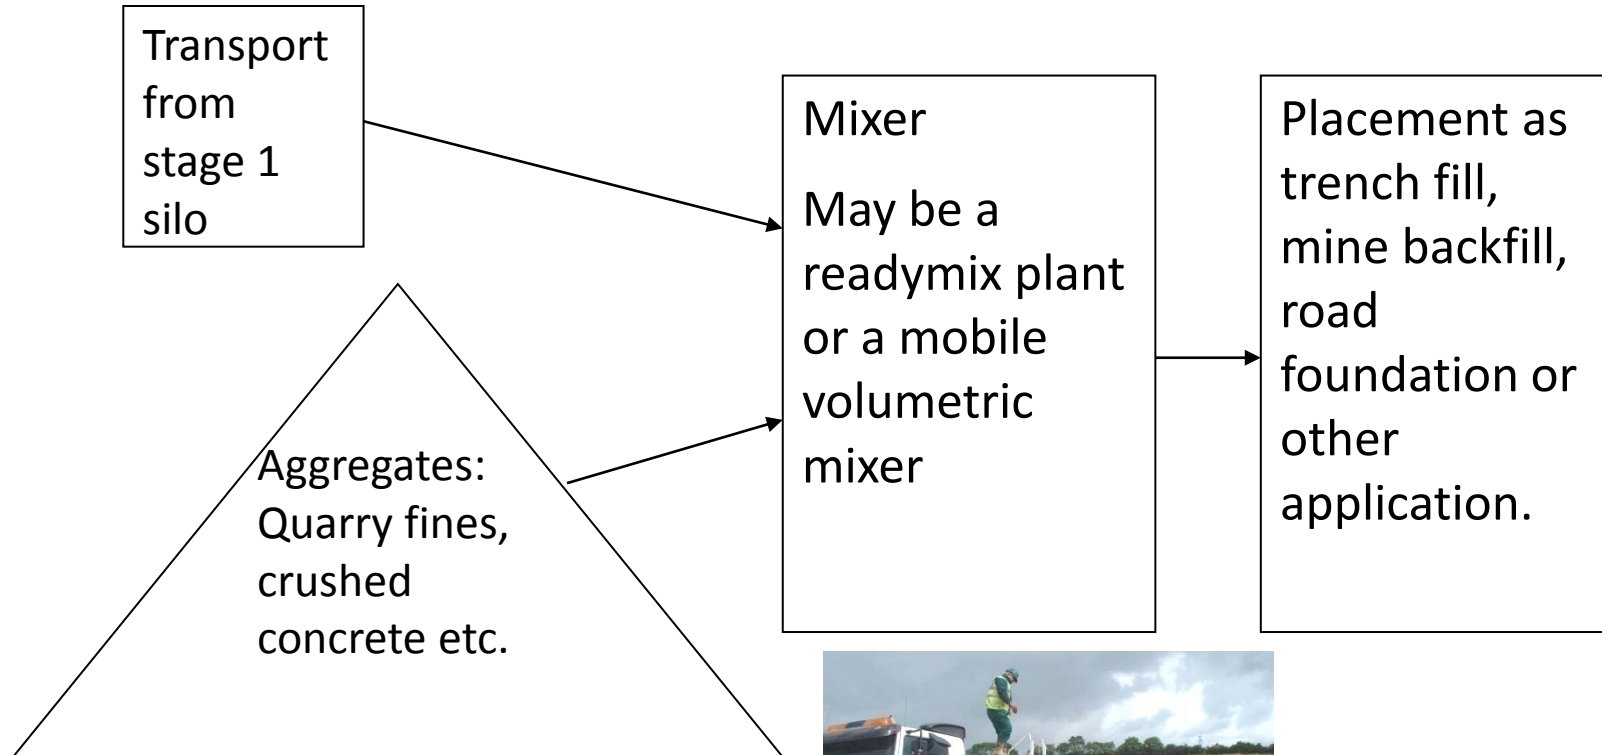 Transport
from
stage 1
silo
Aggregates:
Quarry fines,
crushed
concrete etc.
Mixer
May be a
readymix plant
or a mobile
volumetric
mixer
Placement as
trench fill,
mine backfill,
road
foundation or
other
application.